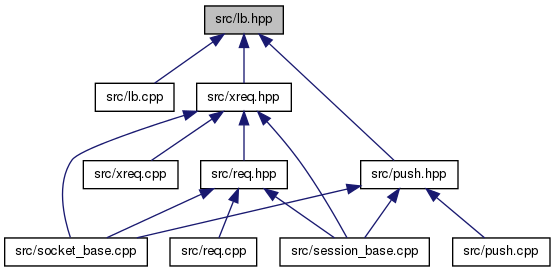 src/lb.hpp
src/lb.cpp
src/xreq.hpp
src/xreq.cpp
src/req.hpp
src/push.hpp
src/socket_base.cpp
src/req.cpp
src/session_base.cpp
src/push.cpp